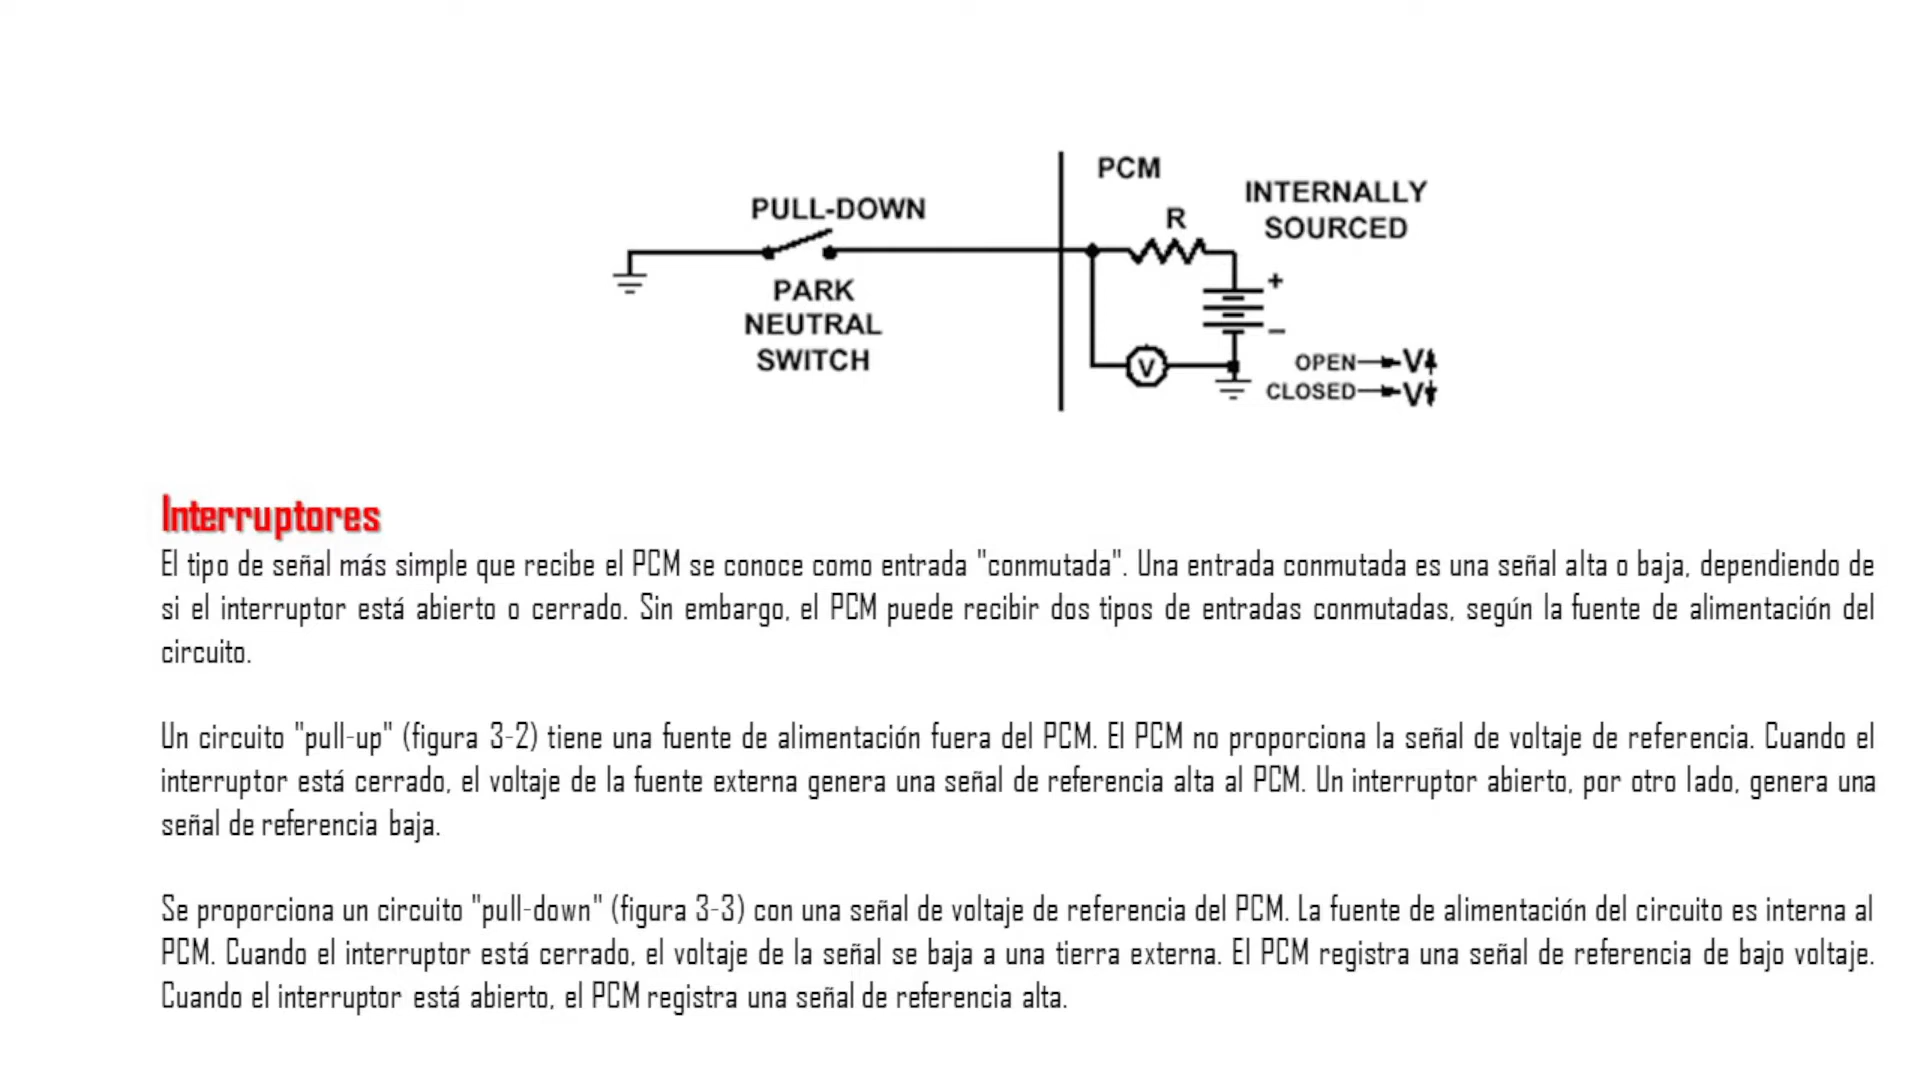 PCM
INTERNALLY
SOURCED
PULL-DOWN
R
+
PARK
NEUTRAL
SWITCH
−
V
OPEN→V↑
CLOSED→V↓
Interruptores
El tipo de señal más simple que recibe el PCM se conoce como entrada "conmutada". Una entrada conmutada es una señal alta o baja, dependiendo de
si el interruptor está abierto o cerrado. Sin embargo, el PCM puede recibir dos tipos de entradas conmutadas, según la fuente de alimentación del
circuito.
Un circuito "pull-up" (figura 3-2) tiene una fuente de alimentación fuera del PCM. El PCM no proporciona la señal de voltaje de referencia. Cuando el
interruptor está cerrado, el voltaje de la fuente externa genera una señal de referencia alta al PCM. Un interruptor abierto, por otro lado, genera una
señal de referencia baja.
Se proporciona un circuito "pull-down" (figura 3-3) con una señal de voltaje de referencia del PCM. La fuente de alimentación del circuito es interna al
PCM. Cuando el interruptor está cerrado, el voltaje de la señal se baja a una tierra externa. El PCM registra una señal de referencia de bajo voltaje.
Cuando el interruptor está abierto, el PCM registra una señal de referencia alta.